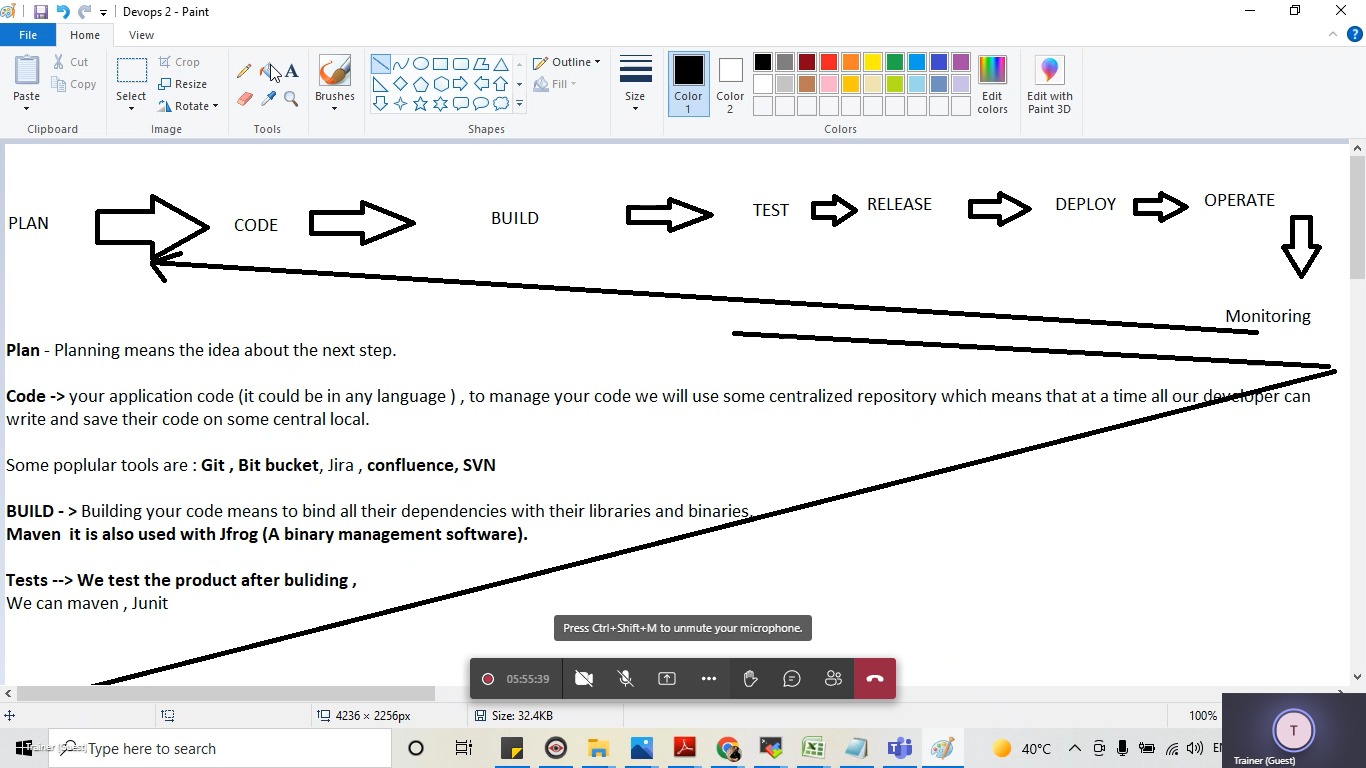 Devops 2 - Paint
File Home View
Paste
Cut
Copy
Clipboard
Select
Crop
Resize
Rotate
Image
A
Tools
Brushes
Shapes
Outline
Fill
Size
Color 1
Color 2
Colors
Edit colors
Edit with Paint 3D
PLAN CODE BUILD TEST RELEASE DEPLOY OPERATE
Monitoring
Plan - Planning means the idea about the next step.
Code -> your application code (it could be in any language ) , to manage your code we will use some centralized repository which means that at a time all our developer can
write and save their code on some central local.
Some poplular tools are : Git , Bit bucket, Jira , confluence, SVN
BUILD - > Building your code means to bind all their dependencies with their libraries and binaries.
Maven it is also used with Jfrog (A binary management software).
Tests --> We test the product after buliding ,
We can maven , Junit
Press Ctrl+Shift+M to unmute your microphone.
05:55:39
4236 × 2256px
Size: 32.4KB
100%
Trainer (Guest)
Type here to search
40°C
T
Trainer (Guest)